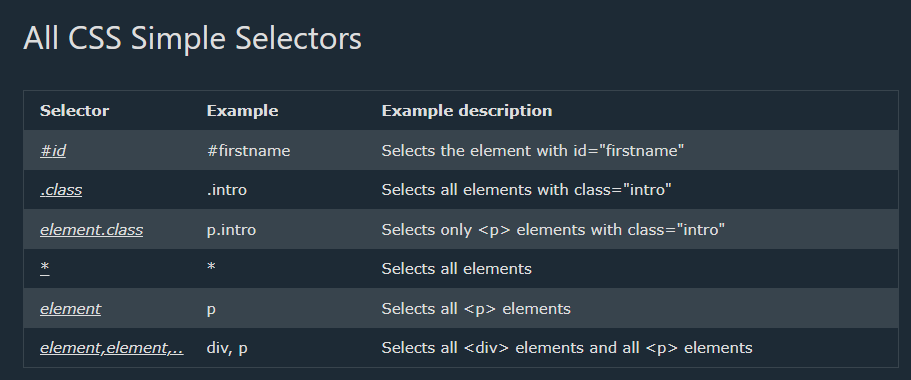 All CSS Simple Selectors
Selector Example Example description
#id #firstname Selects the element with id="firstname"
.class .intro Selects all elements with class="intro"
element.class p.intro Selects only <p> elements with class="intro"
* * Selects all elements
element p Selects all <p> elements
element,element,.. div, p Selects all <div> elements and all <p> elements